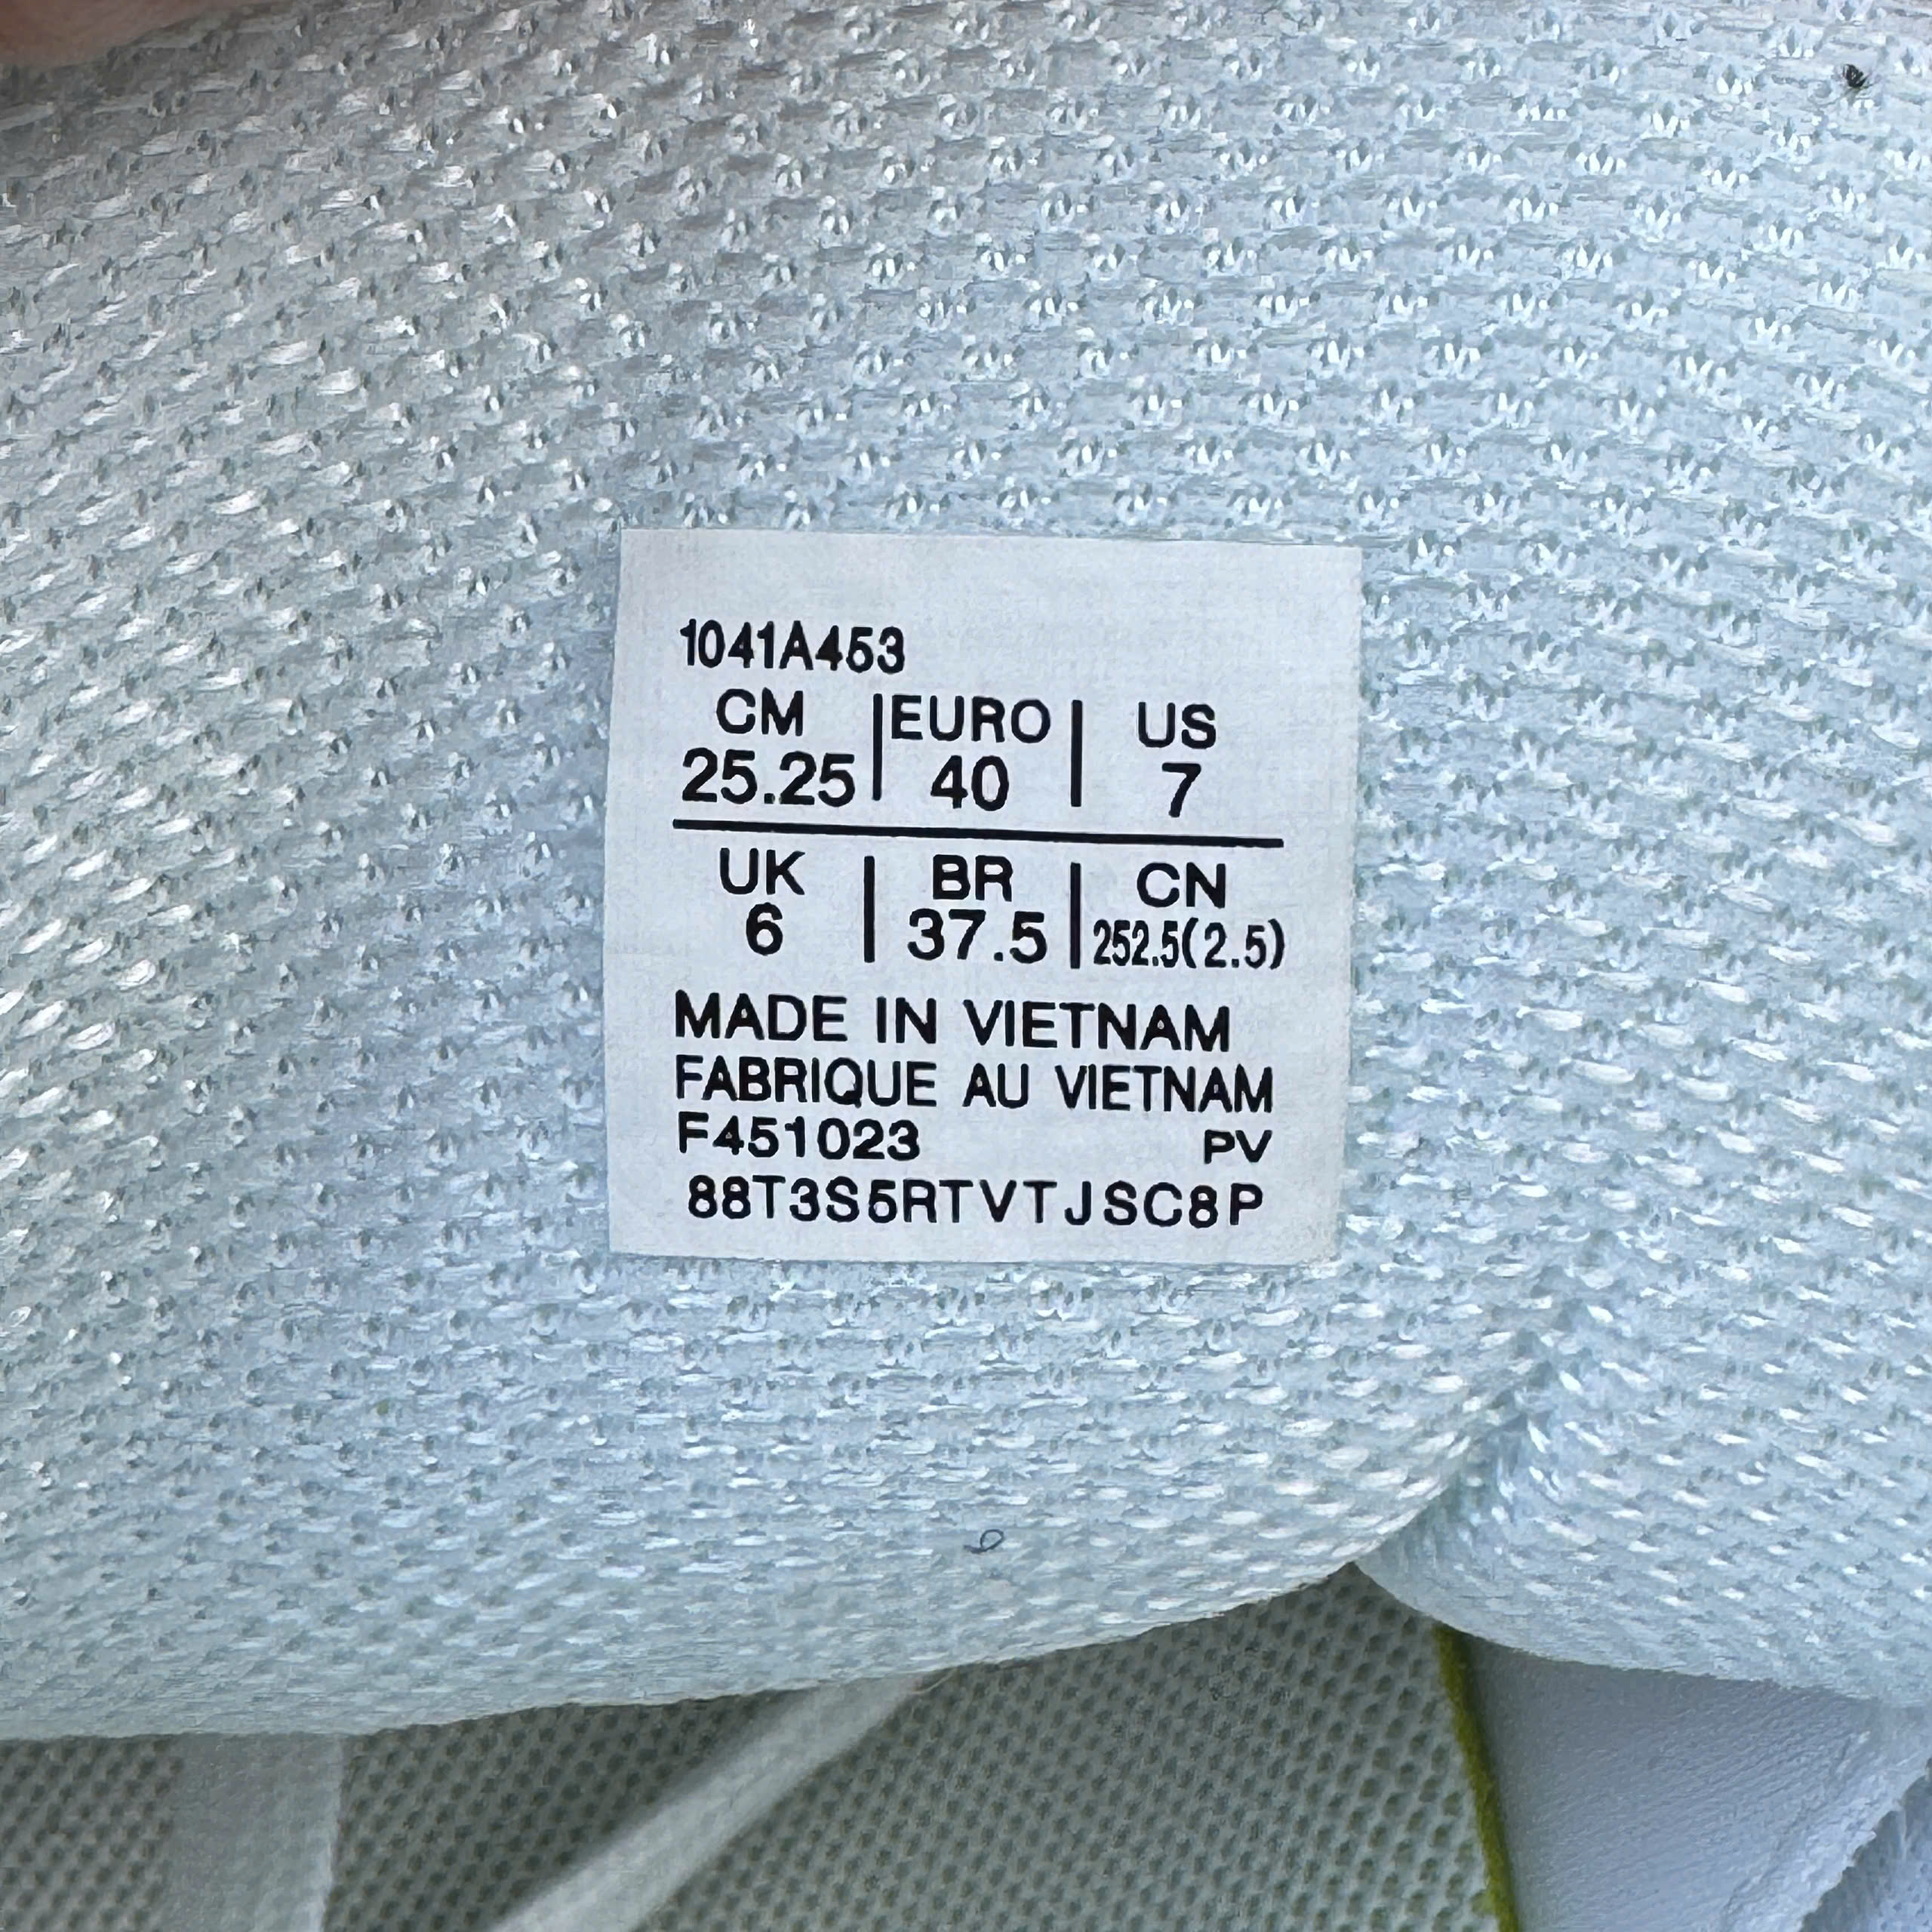 1041A453
CM | EURO | US
25.25 | 40 | 7
UK | BR | CN
6 | 37.5 | 252.5(2.5)
MADE IN VIETNAM
FABRIQUE AU VIETNAM
F451023 PV
88T3S5RTVTJSC8P